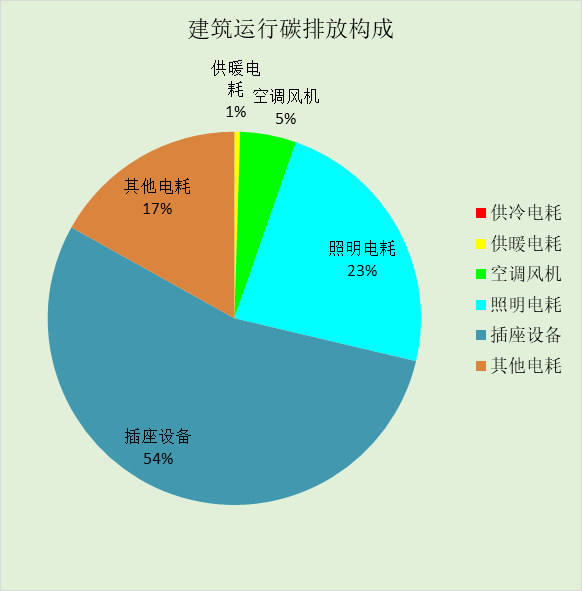 建筑运行碳排放构成
供暖电
耗
1%
空调风机
5%
照明电耗
23%
插座设备
54%
其他电耗
17%
供冷电耗
供暖电耗
空调风机
照明电耗
插座设备
其他电耗